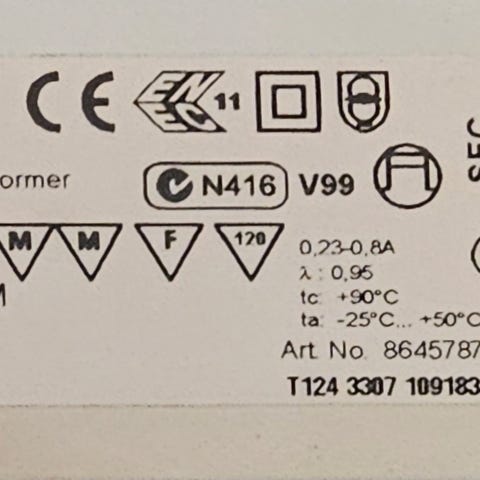 CE ENEC 11
ormer N416 V99 SEC
M M F 120
0,23-0,8A
λ : 0,95
M tc: +90°C
ta: -25°C... +50°C
Art. No. 8645787
T124 3307 109183